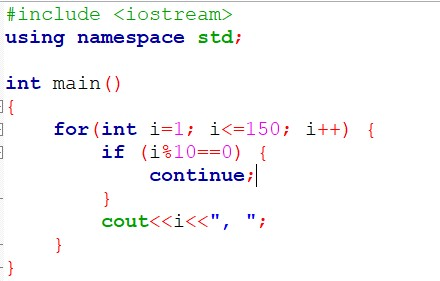 #include <iostream>
using namespace std;
int main()
{
for(int i=1; i<=150; i++) {
if (i%10==0) {
continue;
}
cout<<i<<", ";
}
}